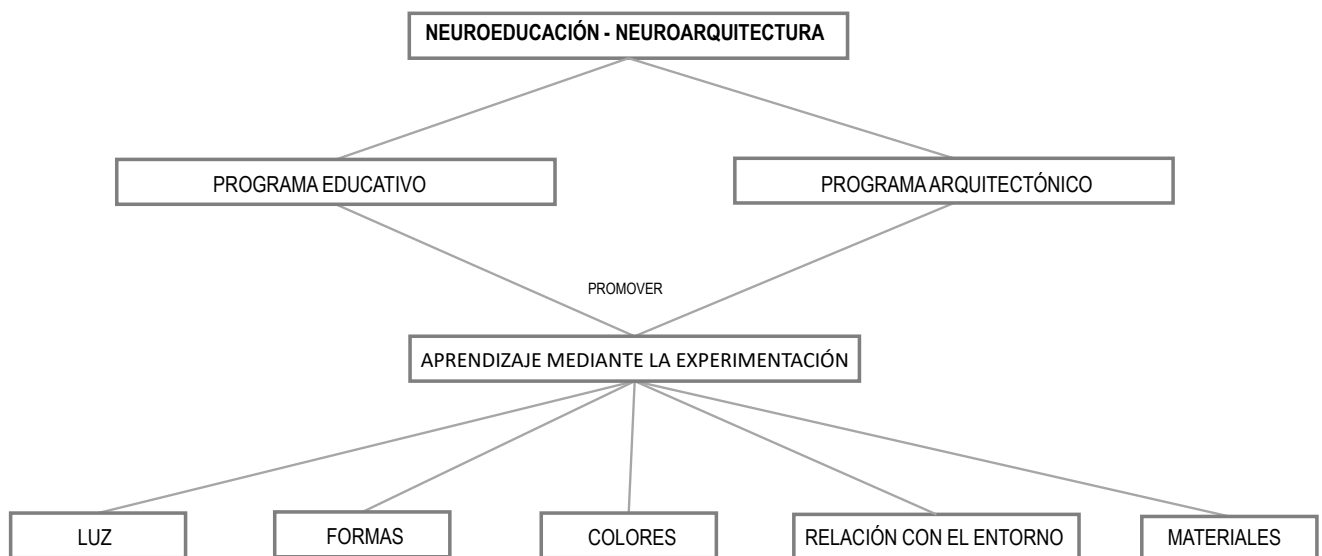 NEUROEDUCACIÓN - NEUROARQUITECTURA
PROGRAMA EDUCATIVO
PROGRAMA ARQUITECTÓNICO
PROMOVER
APRENDIZAJE MEDIANTE LA EXPERIMENTACIÓN
LUZ
FORMAS
COLORES
RELACIÓN CON EL ENTORNO
MATERIALES